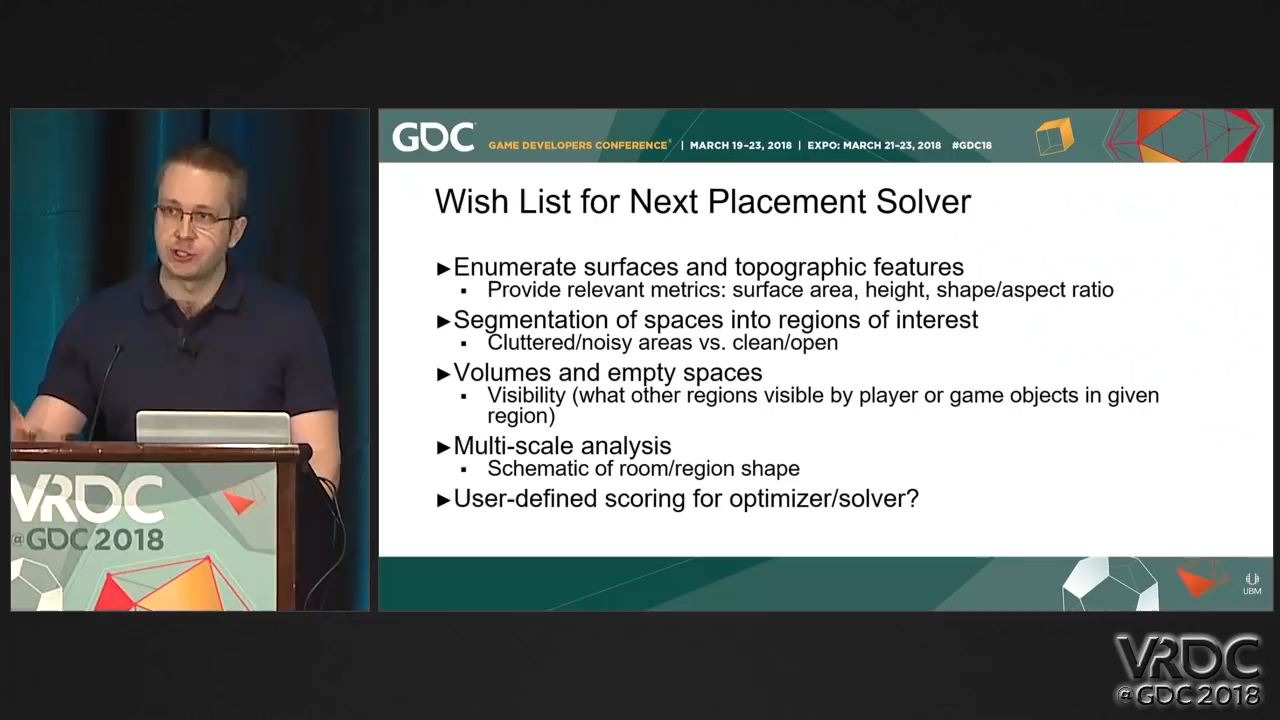 GDC
GAME DEVELOPERS CONFERENCE® | MARCH 19–23, 2018 | EXPO: MARCH 21–23, 2018 #GDC18
Wish List for Next Placement Solver
►Enumerate surfaces and topographic features
▪ Provide relevant metrics: surface area, height, shape/aspect ratio
►Segmentation of spaces into regions of interest
▪ Cluttered/noisy areas vs. clean/open
►Volumes and empty spaces
▪ Visibility (what other regions visible by player or game objects in given
region)
►Multi-scale analysis
▪ Schematic of room/region shape
►User-defined scoring for optimizer/solver?
VRDC
@GDC 2018
UBM
VRDC
@GDC 2018